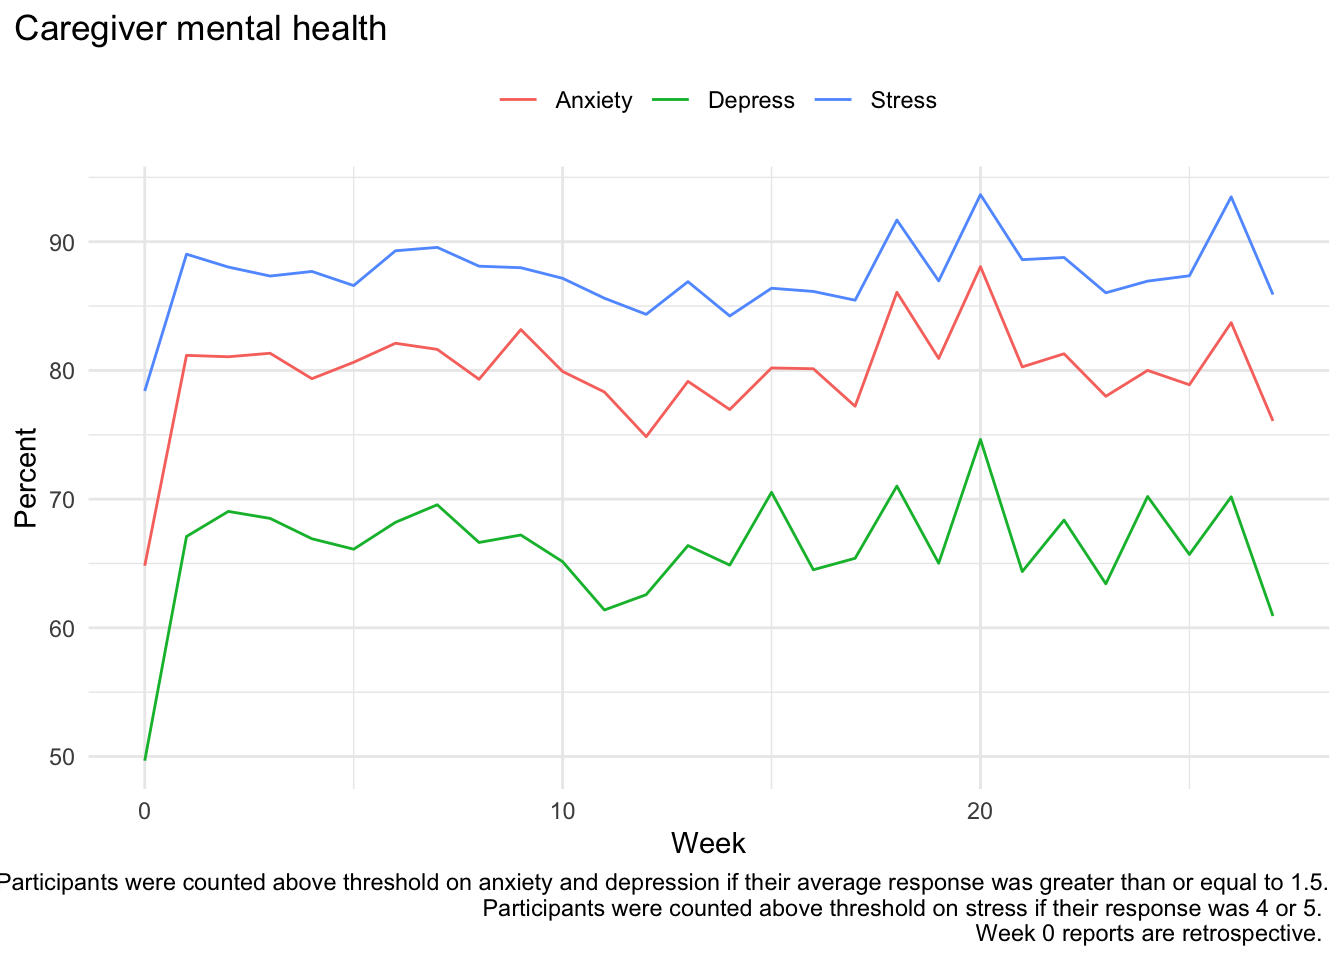 Caregiver mental health
Anxiety Depress Stress
90
80
70
60
50
Percent
0 10 20
Week
Participants were counted above threshold on anxiety and depression if their average response was greater than or equal to 1.5.
Participants were counted above threshold on stress if their response was 4 or 5.
Week 0 reports are retrospective.